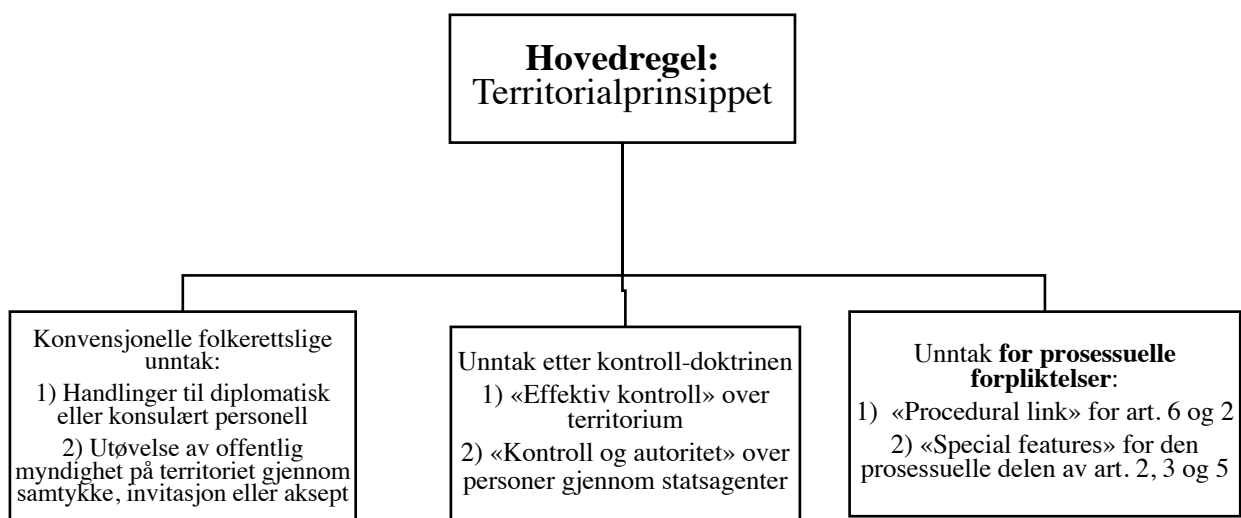 Hovedregel:
Territorialprinsippet
Konvensjonelle folkerettslige
unntak:
1) Handlinger til diplomatisk
eller konsulært personell
2) Utøvelse av offentlig
myndighet på territoriet gjennom
samtykke, invitasjon eller aksept
Unntak etter kontroll-doktrinen
1) «Effektiv kontroll» over
territorium
2) «Kontroll og autoritet» over
personer gjennom statsagenter
Unntak for prosessuelle
forpliktelser:
1) «Procedural link» for art. 6 og 2
2) «Special features» for den
prosessuelle delen av art. 2, 3 og 5